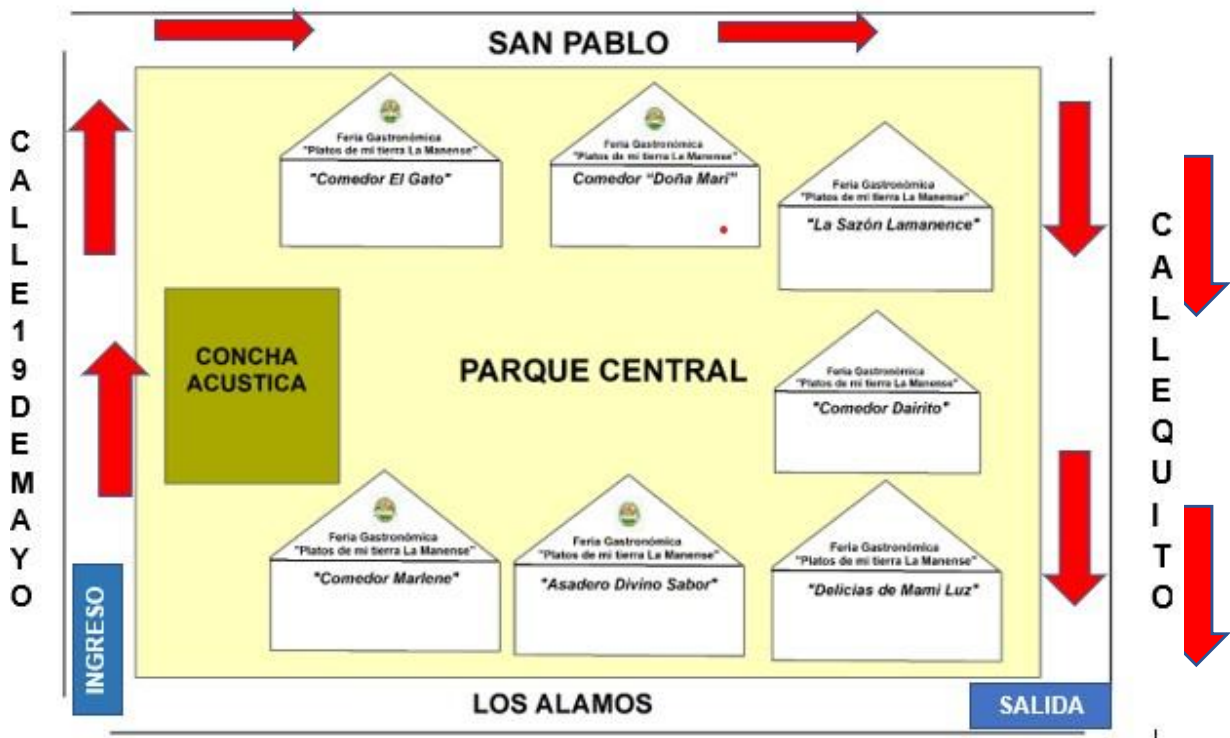 SAN PABLO
CALLE19DEMAYO
Feria Gastronómica
"Platos de mi tierra La Manense"
"Comedor El Gato"
Feria Gastronómica
"Platos de mi tierra La Manense"
Comedor “Doña Mari”
Feria Gastronómica
"Platos de mi tierra La Manense"
"La Sazón Lamanence"
CALLEQUITO
CONCHA
ACUSTICA
PARQUE CENTRAL
Feria Gastronómica
"Platos de mi tierra La Manense"
"Comedor Dairito"
Feria Gastronómica
"Platos de mi tierra La Manense"
"Comedor Marlene"
Feria Gastronómica
"Platos de mi tierra La Manense"
"Asadero Divino Sabor"
Feria Gastronómica
"Platos de mi tierra La Manense"
"Delicias de Mami Luz"
INGRESO
LOS ALAMOS
SALIDA